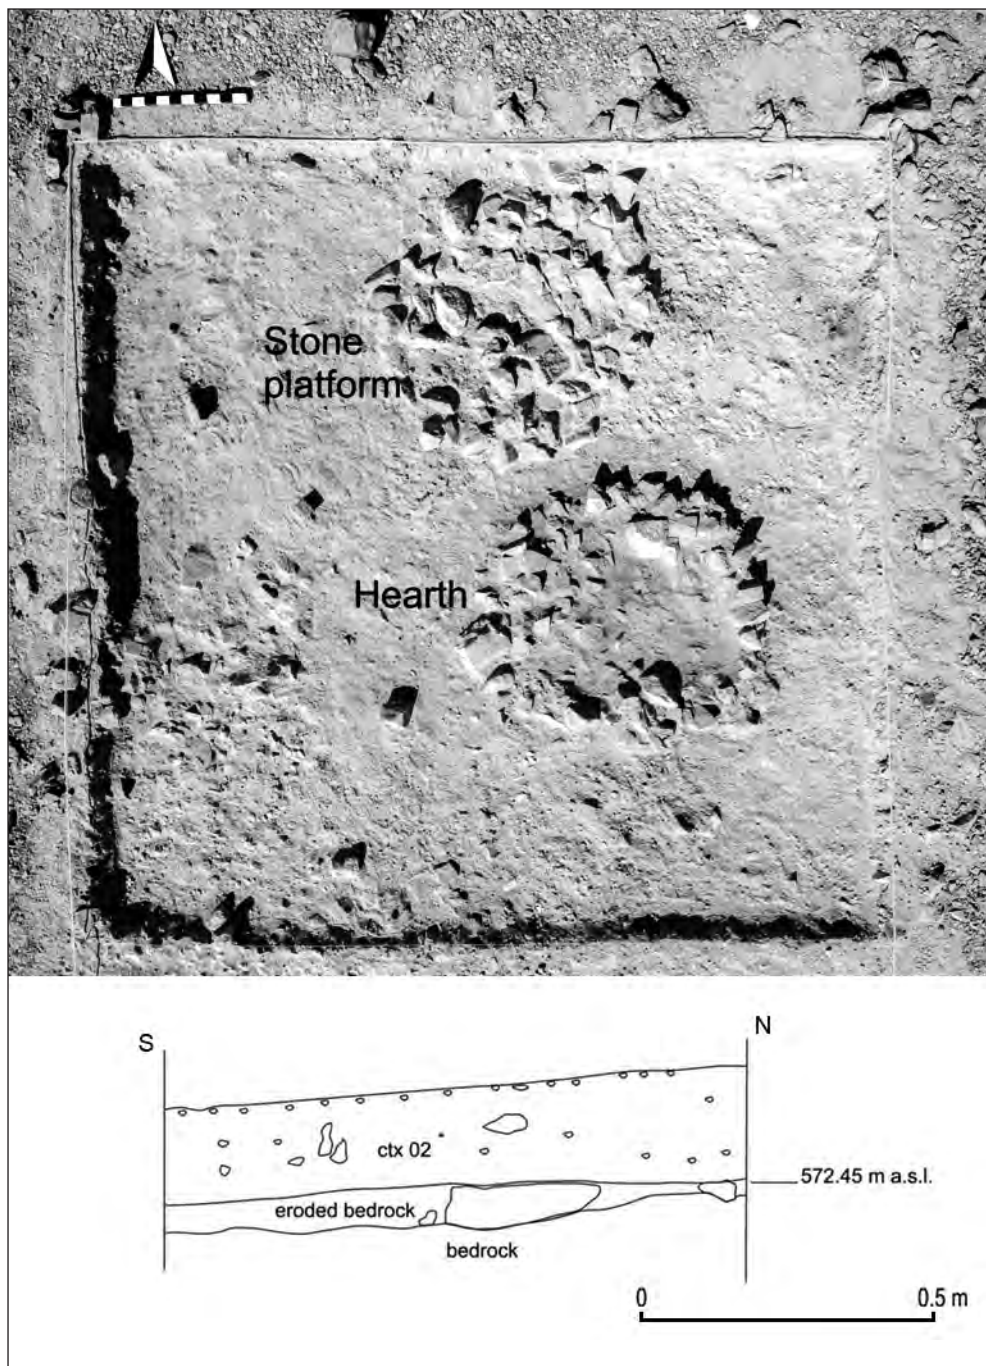 Stone
platform
Hearth
S
N
ctx 02
572.45 m a.s.l.
eroded bedrock
bedrock
0
0.5 m